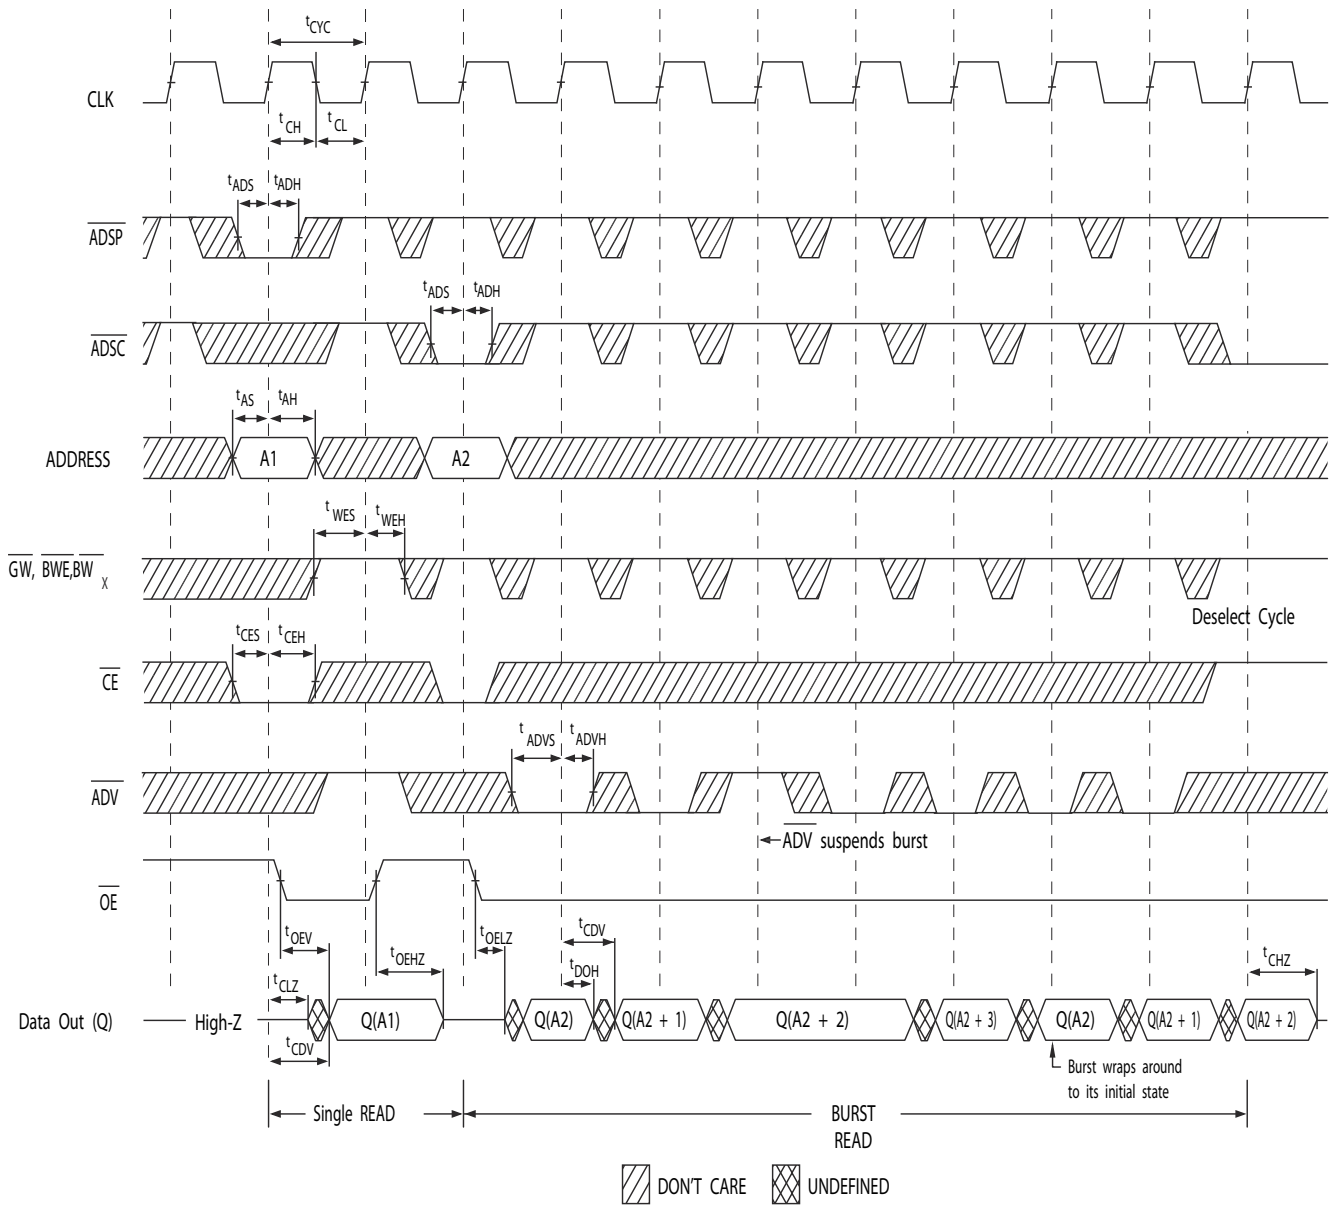 tCYC
CLK
tCH tCL
tADS tADH
ADSP
tADS tADH
ADSC
tAS tAH
ADDRESS A1 A2
tWES tWEH
GW, BWE,BW X
Deselect Cycle
tCES tCEH
CE
tADVS tADVH
ADV
ADV suspends burst
OE
tOEV tOEHZ tOELZ tCDV
tCLZ tDOH tCHZ
Data Out (Q) High-Z Q(A1) Q(A2) Q(A2 + 1) Q(A2 + 2) Q(A2 + 3) Q(A2) Q(A2 + 1) Q(A2 + 2)
tCDV
Burst wraps around
to its initial state
Single READ BURST
READ
DON'T CARE UNDEFINED